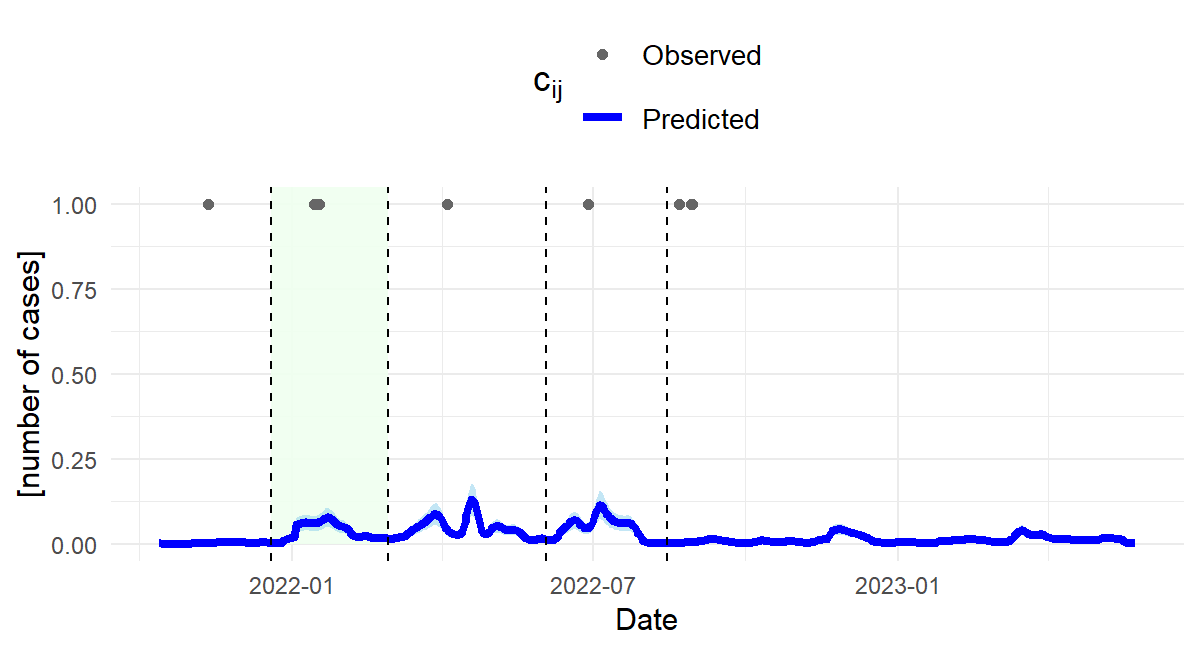 Observed
c_ij
Predicted
1.00
0.75
0.50
0.25
0.00
[number of cases]
2022-01
2022-07
2023-01
Date